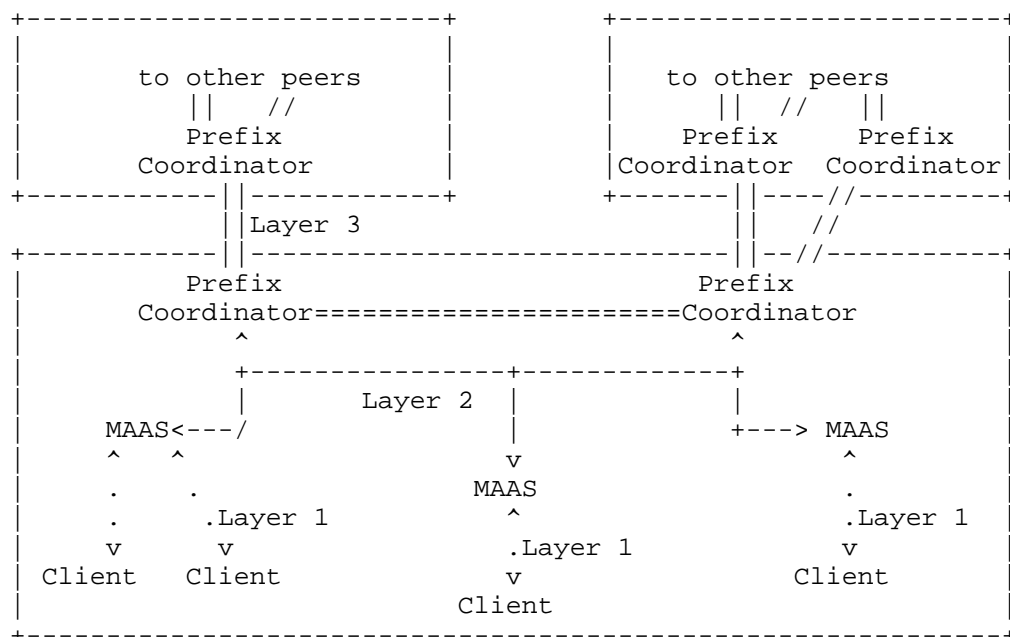 to other peers to other peers
Prefix Prefix Prefix
Coordinator Coordinator Coordinator
Layer 3
Prefix Prefix
Coordinator Coordinator
Layer 2
MAAS MAAS
MAAS
Layer 1 Layer 1
Layer 1
Client Client Client
Client